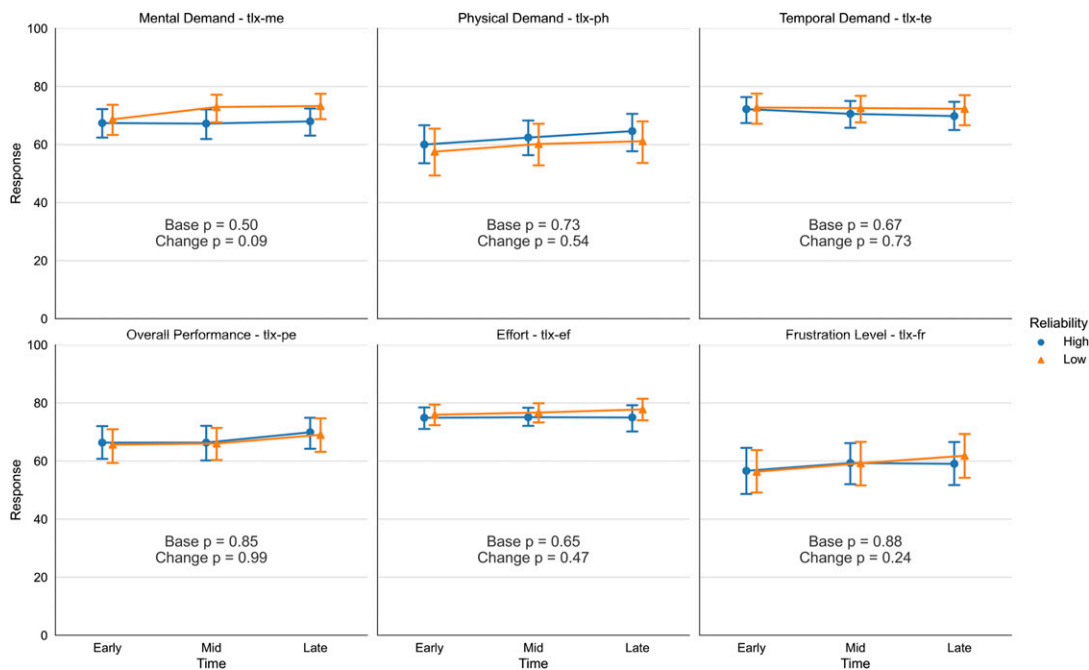 Mental Demand - tlx-me
Physical Demand - tlx-ph
Temporal Demand - tlx-te
100
80
60
40
20
0
Response
Base p = 0.50
Change p = 0.09
Base p = 0.73
Change p = 0.54
Base p = 0.67
Change p = 0.73
Overall Performance - tlx-pe
Effort - tlx-ef
Frustration Level - tlx-fr
100
80
60
40
20
0
Response
Base p = 0.85
Change p = 0.99
Base p = 0.65
Change p = 0.47
Base p = 0.88
Change p = 0.24
Early Mid Late
Time
Early Mid Late
Time
Early Mid Late
Time
Reliability
High
Low